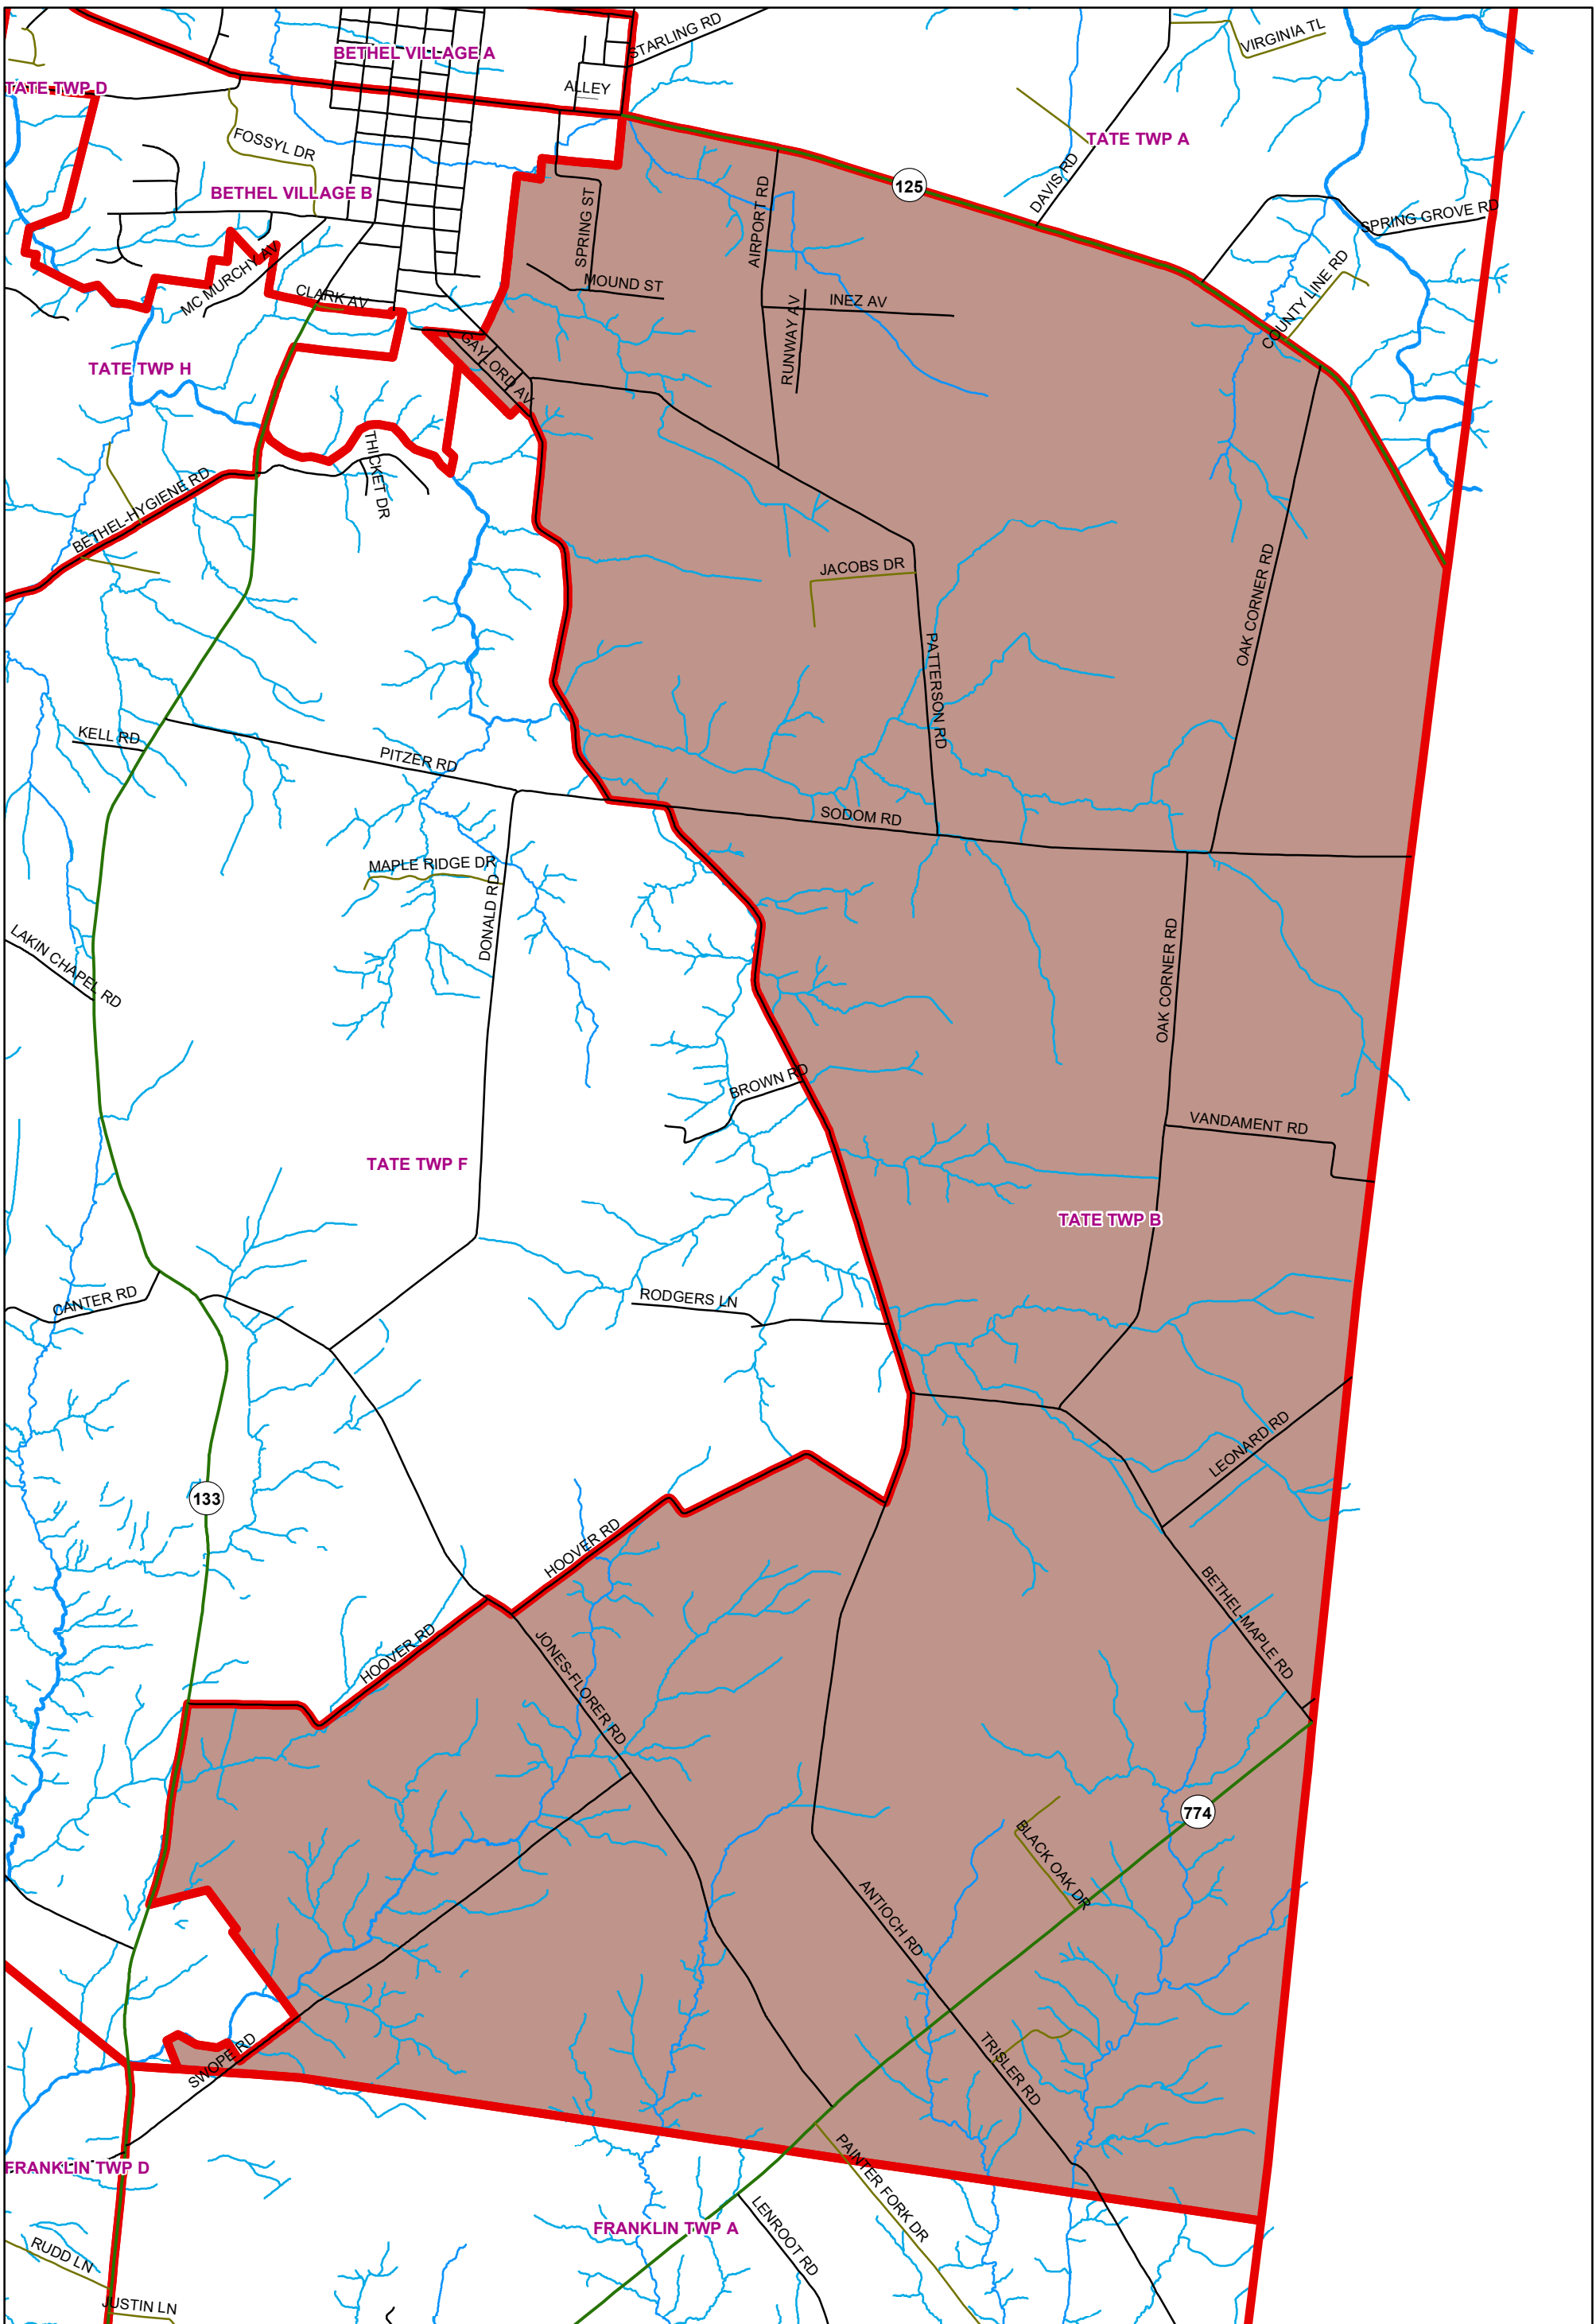 STARLING RD
VIRGINIA TL
BETHEL VILLAGE A
TATE TWP D
ALLEY
TATE TWP A
FOSSYL DR
BETHEL VILLAGE B
125
DAVIS RD
SPRING ST
AIRPORT RD
SPRING GROVE RD
MC MURCHY AV
CLARK AV
MOUND ST
INEZ AV
RUNWAY AV
COUNTY LINE RD
TATE TWP H
GAYLORD AV
THICKET DR
BETHEL-HYGIENE RD
JACOBS DR
OAK CORNER RD
PATTERSON RD
KELL RD
PITZER RD
SODOM RD
MAPLE RIDGE DR
DONALD RD
LAKIN CHAPEL RD
OAK CORNER RD
BROWN RD
VANDAMENT RD
TATE TWP F
TATE TWP B
CANTER RD
RODGERS LN
LEONARD RD
133
HOOVER RD
BETHEL-MAPLE RD
HOOVER RD
JONES-FLORER RD
774
BLACK OAK DR
ANTIOCH RD
SWOPE RD
TRISLER RD
FRANKLIN TWP D
PAINTER FORK DR
FRANKLIN TWP A
LENROOT RD
RUDD LN
JUSTIN LN